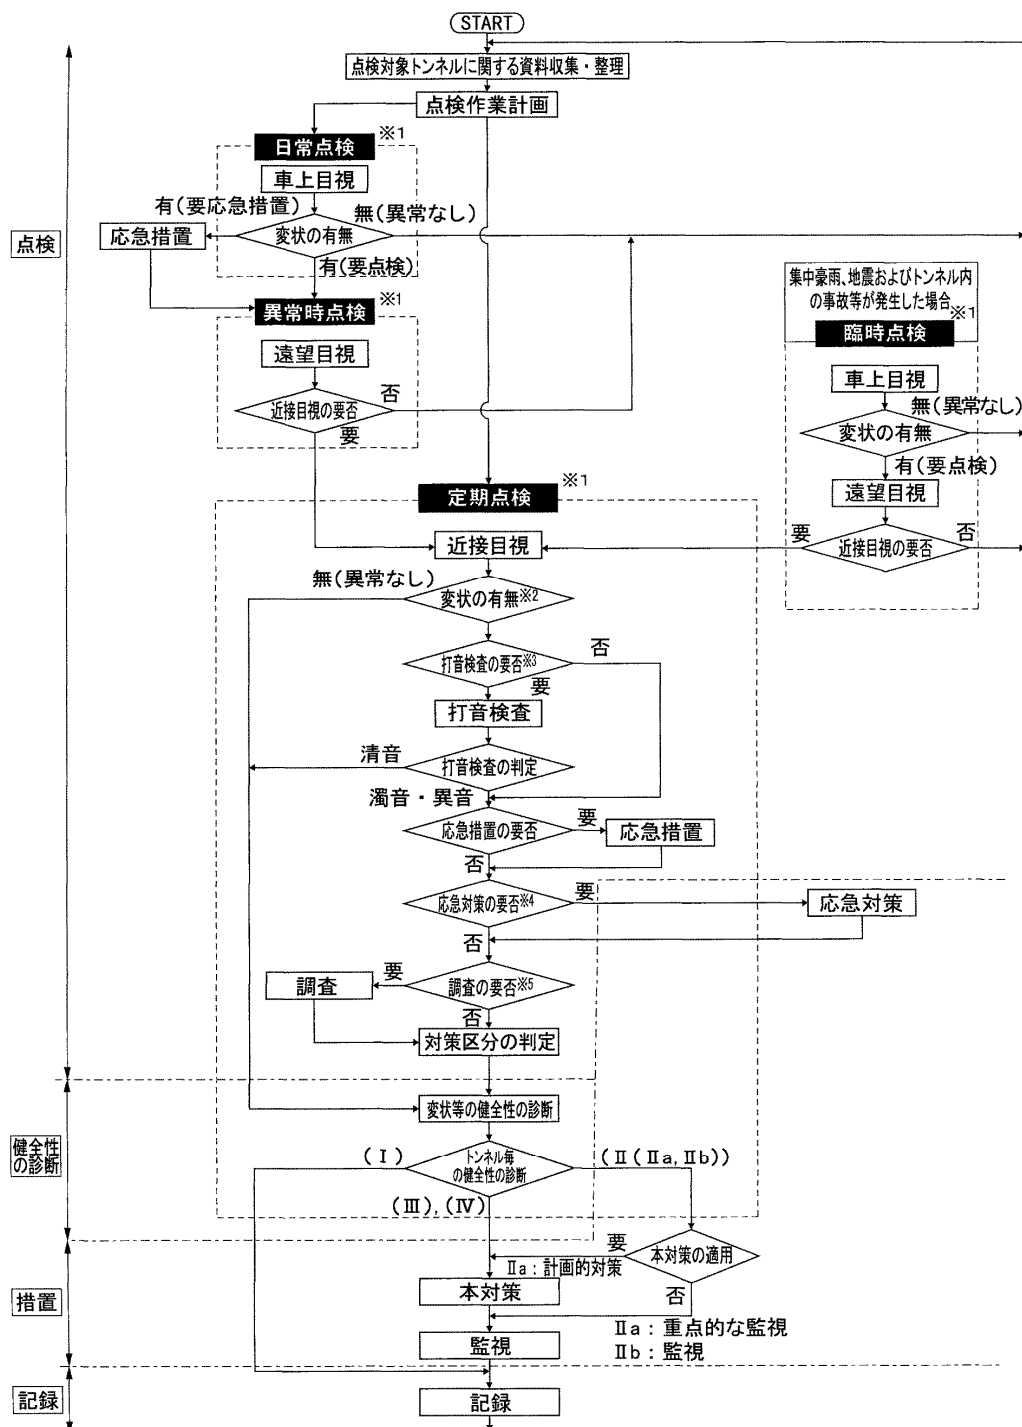 START
点検対象トンネルに関する資料収集・整理
点検作業計画
※1
日常点検
車上目視
有(要応急措置)
無(異常なし)
応急措置
変状の有無
点検
有(要点検)
集中豪雨、地震およびトンネル内
の事故等が発生した場合
※1
※1
異常時点検
臨時点検
遠望目視
車上目視
否
近接目視の要否
無(異常なし)
変状の有無
要
有(要点検)
※1
定期点検
遠望目視
近接目視
要
近接目視の要否
否
無(異常なし)
変状の有無※2
打音検査の要否※3
否
要
打音検査
清音
打音検査の判定
濁音・異音
応急措置の要否
要
応急措置
否
応急対策の要否※4
要
応急対策
否
調査
要
調査の要否※5
否
対策区分の判定
変状等の健全性の診断
健全性
の診断
(Ⅰ)
トンネル毎
の健全性の診断
(Ⅱ(Ⅱa,Ⅱb))
(Ⅲ),(Ⅳ)
要
本対策の適用
Ⅱa:計画的対策
措置
本対策
否
Ⅱa:重点的な監視
監視
Ⅱb:監視
記録
記録